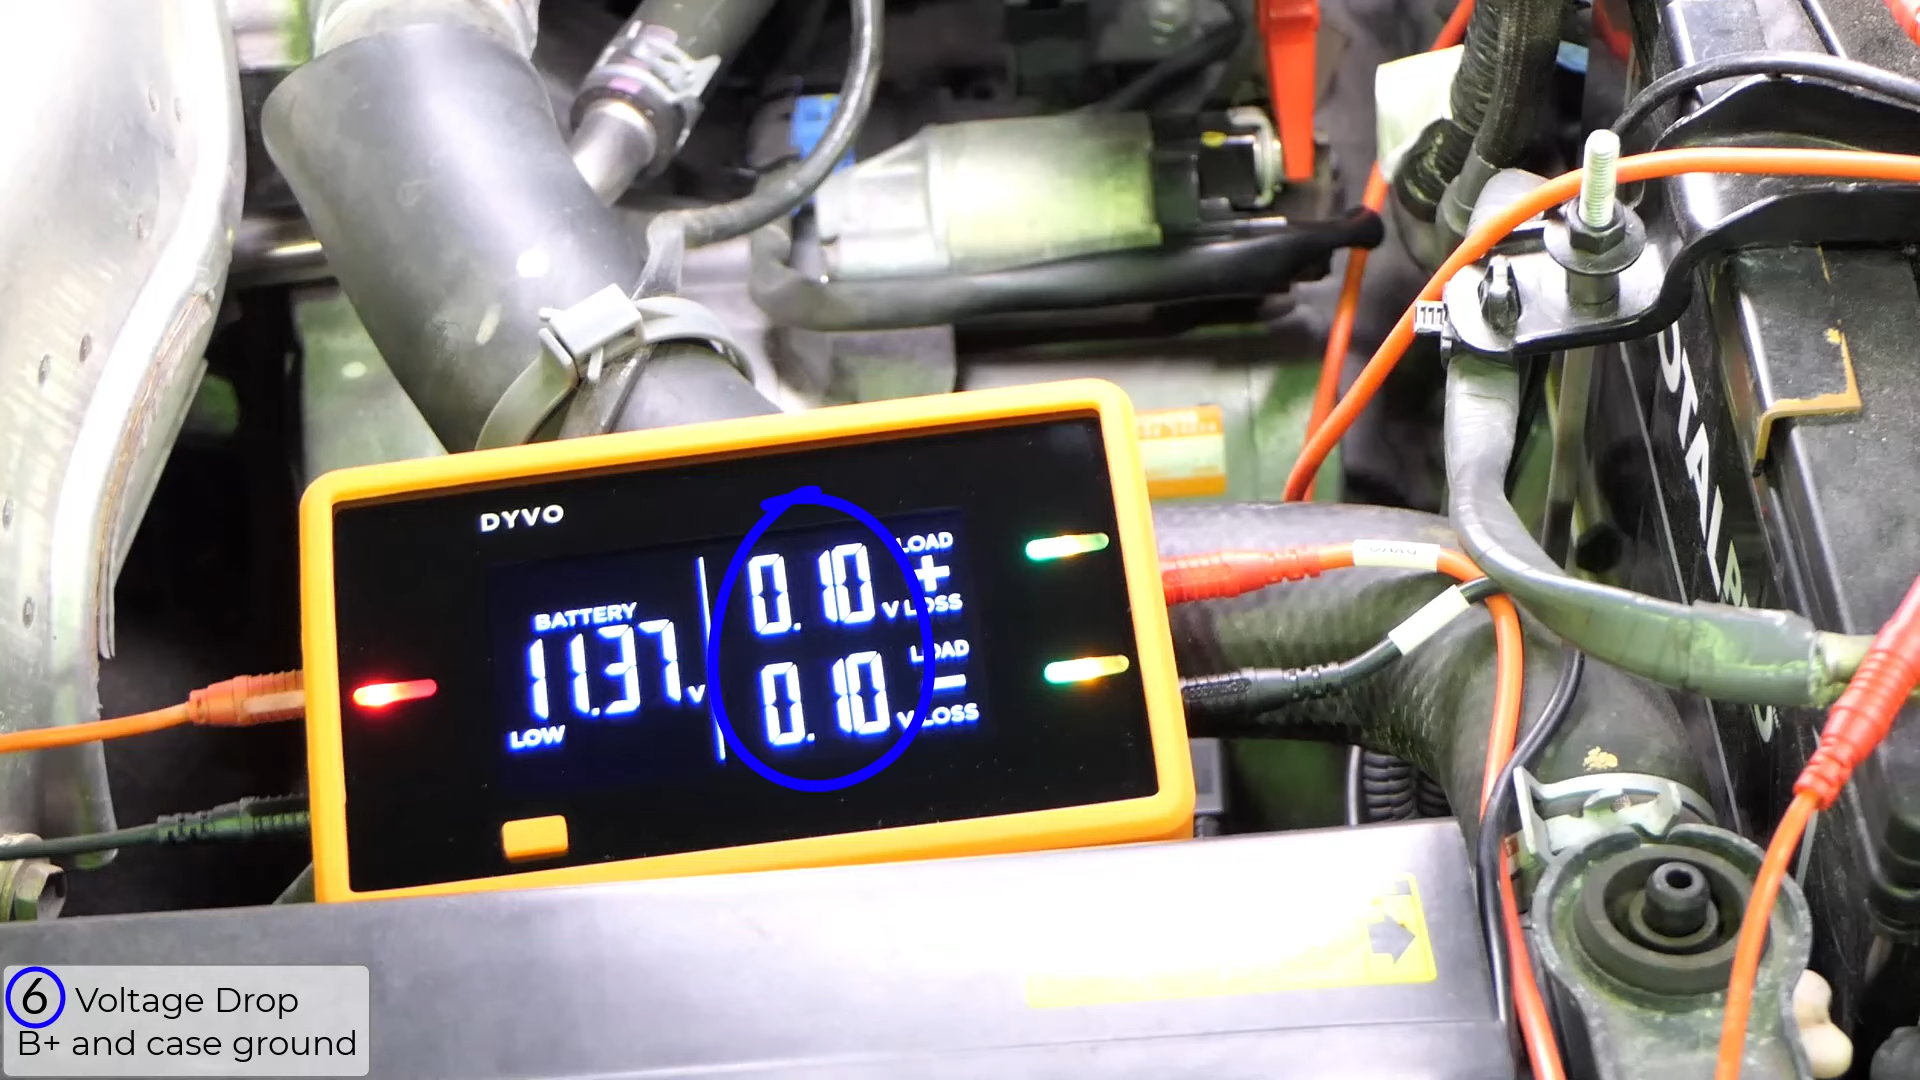 DYVO
BATTERY
11.37 V
LOW
0.10
LOAD
+
V LOSS
0.10
LOAD
−
V LOSS
6 Voltage Drop
B+ and case ground